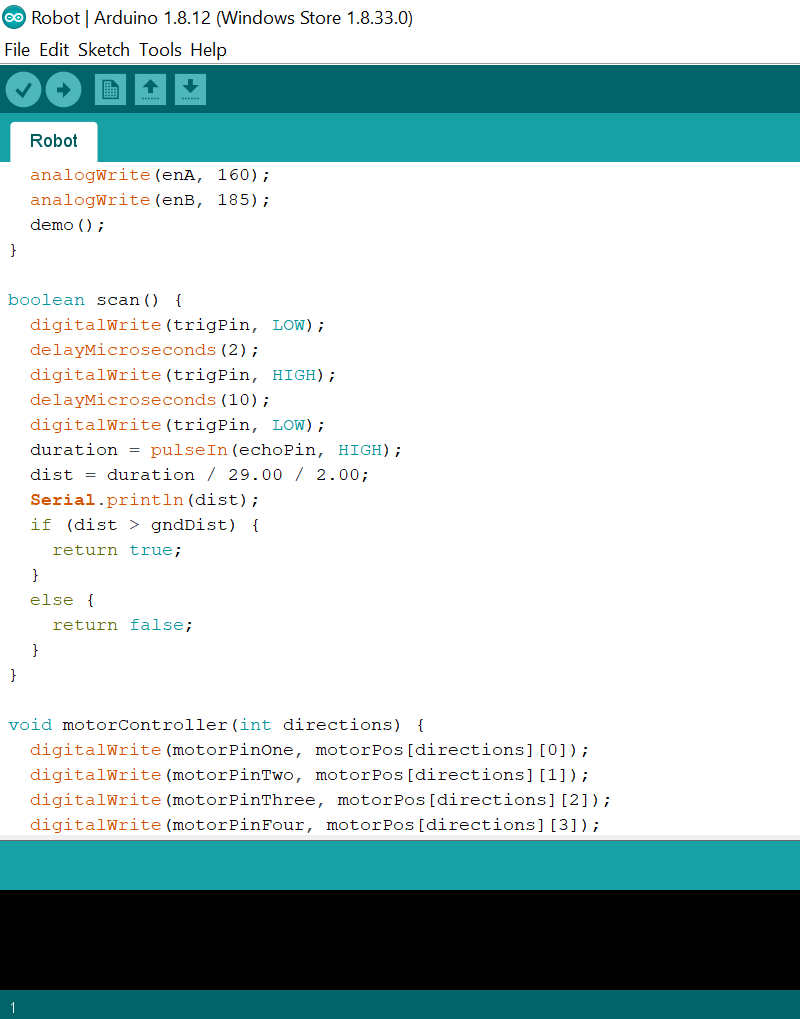 Robot | Arduino 1.8.12 (Windows Store 1.8.33.0)
File Edit Sketch Tools Help
Robot
  analogWrite(enA, 160);
  analogWrite(enB, 185);
  demo();
}
boolean scan() {
  digitalWrite(trigPin, LOW);
  delayMicroseconds(2);
  digitalWrite(trigPin, HIGH);
  delayMicroseconds(10);
  digitalWrite(trigPin, LOW);
  duration = pulseIn(echoPin, HIGH);
  dist = duration / 29.00 / 2.00;
  Serial.println(dist);
  if (dist > gndDist) {
    return true;
  }
  else {
    return false;
  }
}
void motorController(int directions) {
  digitalWrite(motorPinOne, motorPos[directions][0]);
  digitalWrite(motorPinTwo, motorPos[directions][1]);
  digitalWrite(motorPinThree, motorPos[directions][2]);
  digitalWrite(motorPinFour, motorPos[directions][3]);
1